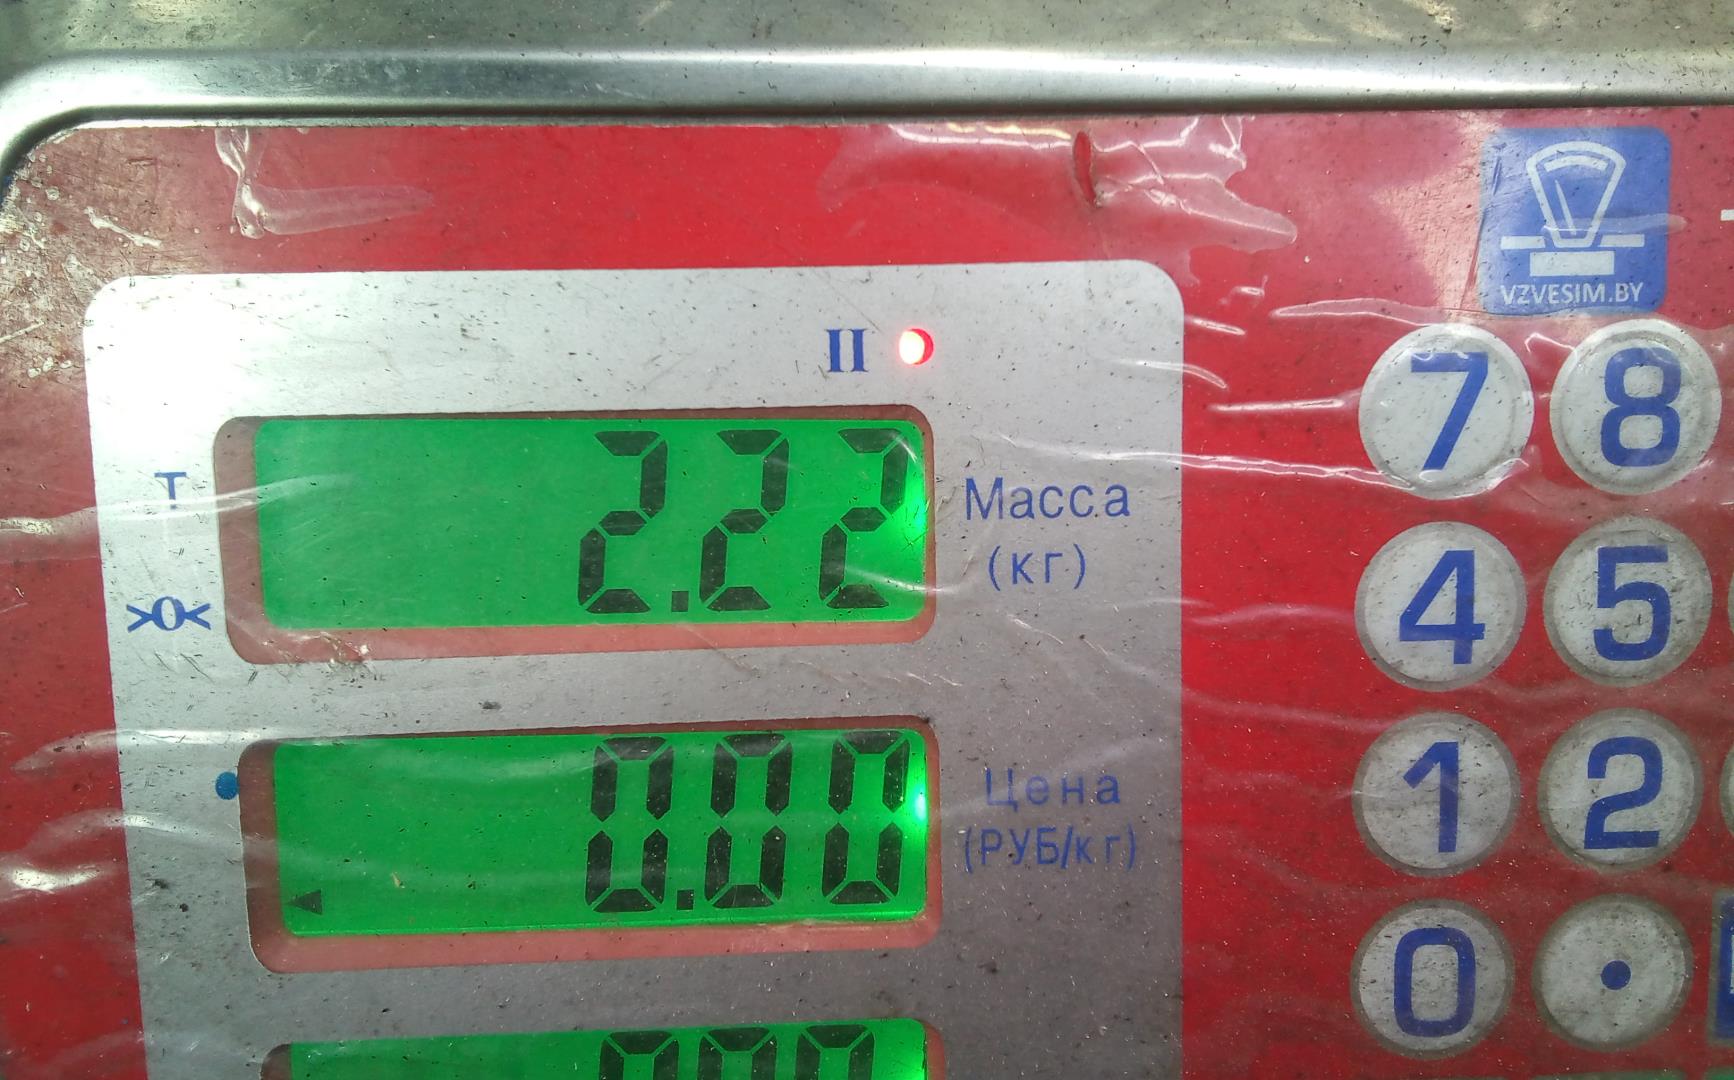 VZVESIM.BY
II
7 8
T
2.22
Масса
(кг)
>0<
4 5
0.00
Цена
(РУБ/кг)
1 2
0 .